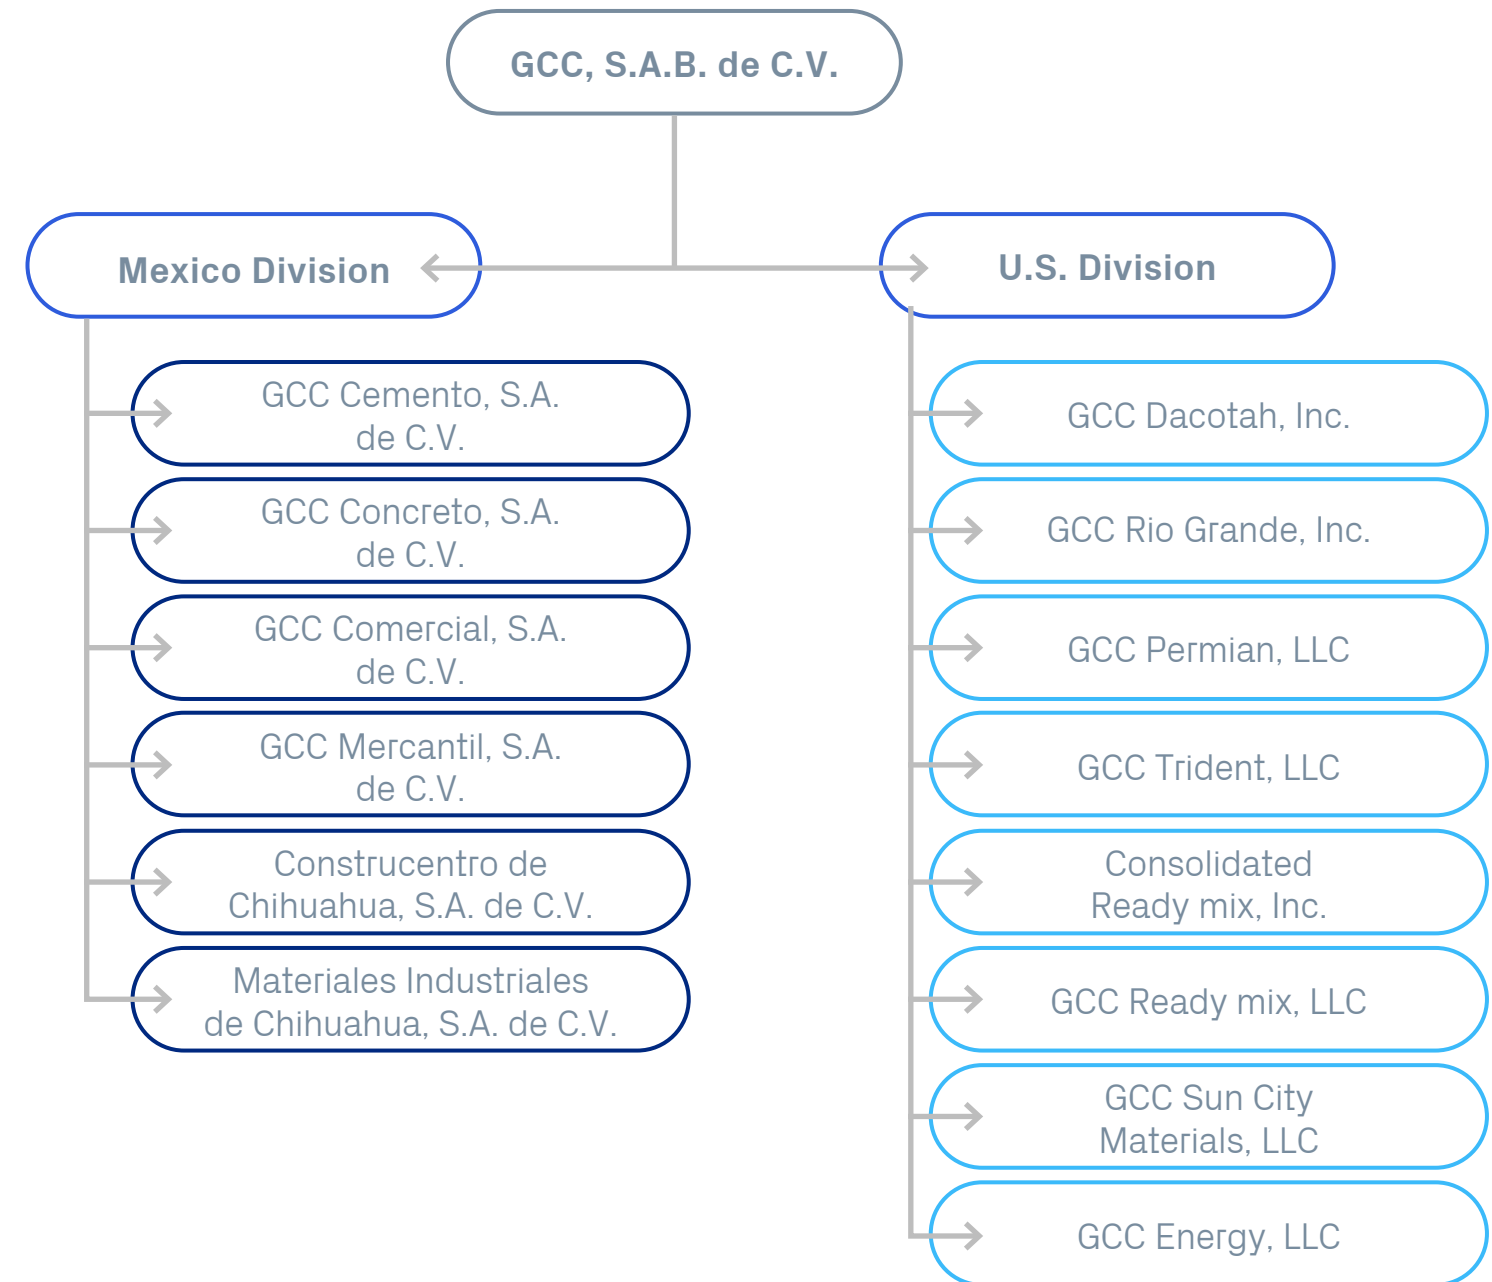 GCC, S.A.B. de C.V.
Mexico Division
GCC Cemento, S.A.
de C.V.
GCC Concreto, S.A.
de C.V.
GCC Comercial, S.A.
de C.V.
GCC Mercantil, S.A.
de C.V.
Construcentro de
Chihuahua, S.A. de C.V.
Materiales Industriales
de Chihuahua, S.A. de C.V.
U.S. Division
GCC Dacotah, Inc.
GCC Rio Grande, Inc.
GCC Permian, LLC
GCC Trident, LLC
Consolidated
Ready mix, Inc.
GCC Ready mix, LLC
GCC Sun City
Materials, LLC
GCC Energy, LLC